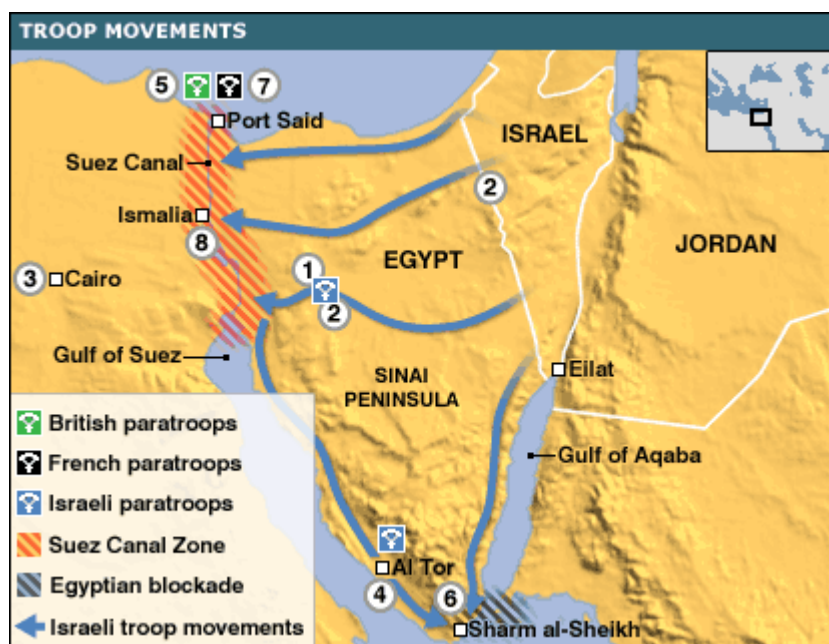 TROOP MOVEMENTS
5
7
Port Said
ISRAEL
Suez Canal
2
Ismalia
8
EGYPT
JORDAN
3
Cairo
1
2
Gulf of Suez
Eilat
SINAI
PENINSULA
British paratroops
French paratroops
Gulf of Aqaba
Israeli paratroops
Suez Canal Zone
Al Tor
Egyptian blockade
4
6
Israeli troop movements
Sharm al-Sheikh